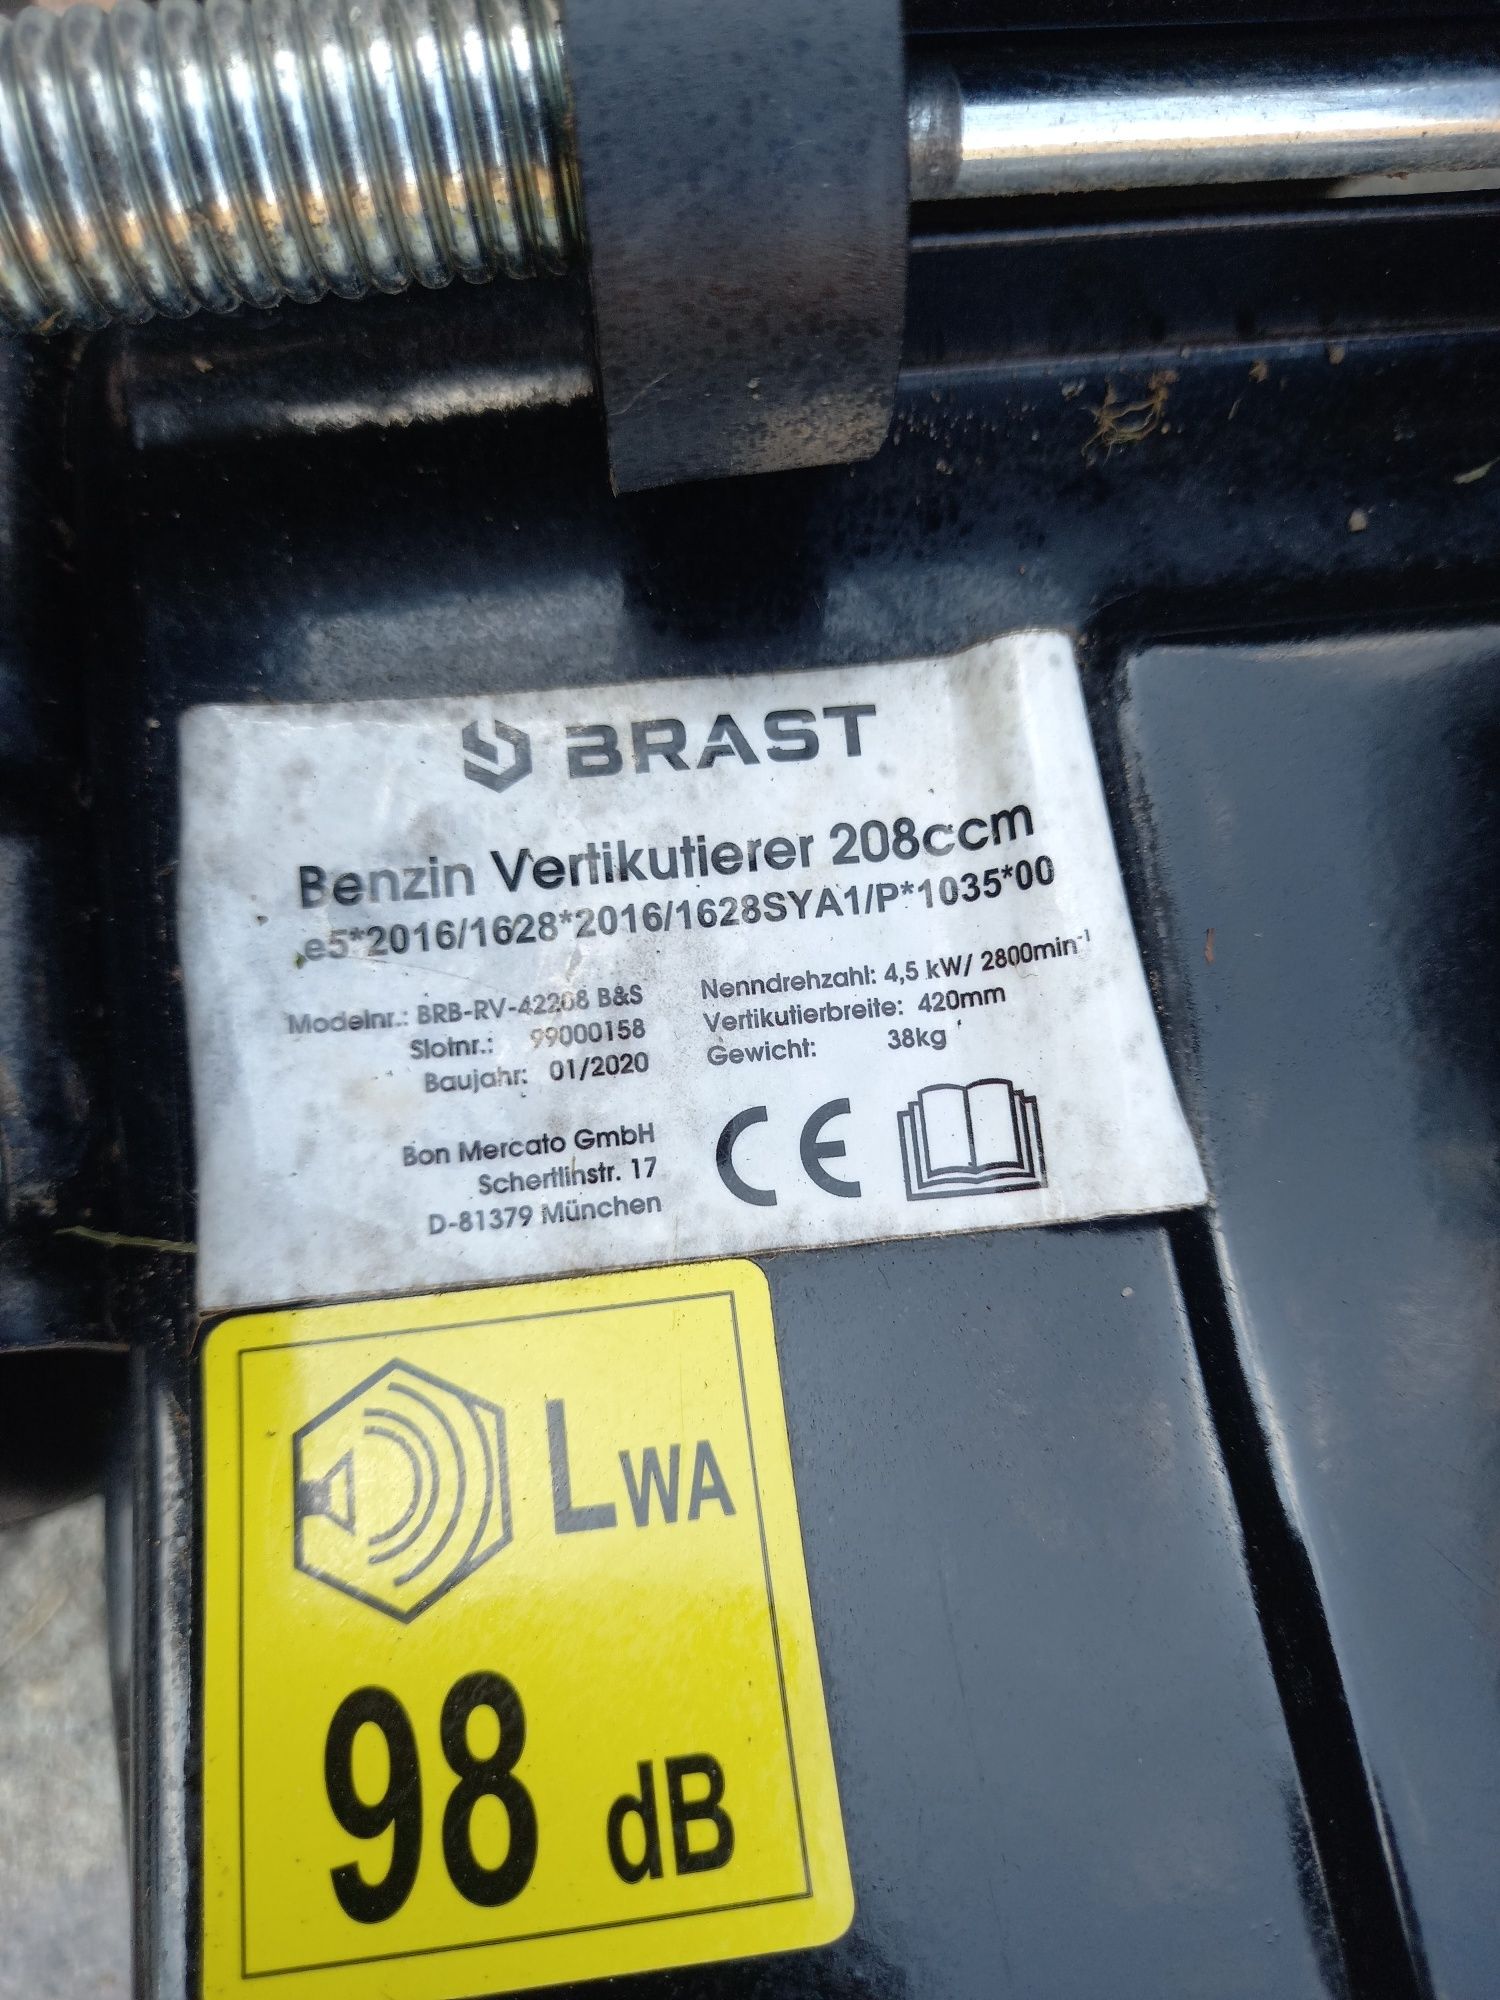 BRAST
Benzin Vertikutierer 208ccm
e5*2016/1628*2016/1628SYA1/P*1035*00
Modelnr.: BRB-RV-42208 B&S
Slotnr.: 99000158
Baujahr: 01/2020
Nenndrehzahl: 4,5 kW/ 2800min⁻¹
Vertikutierbreite: 420mm
Gewicht: 38kg
Bon Mercato GmbH
Schertlinstr. 17
D-81379 München
CE
LWA
98 dB